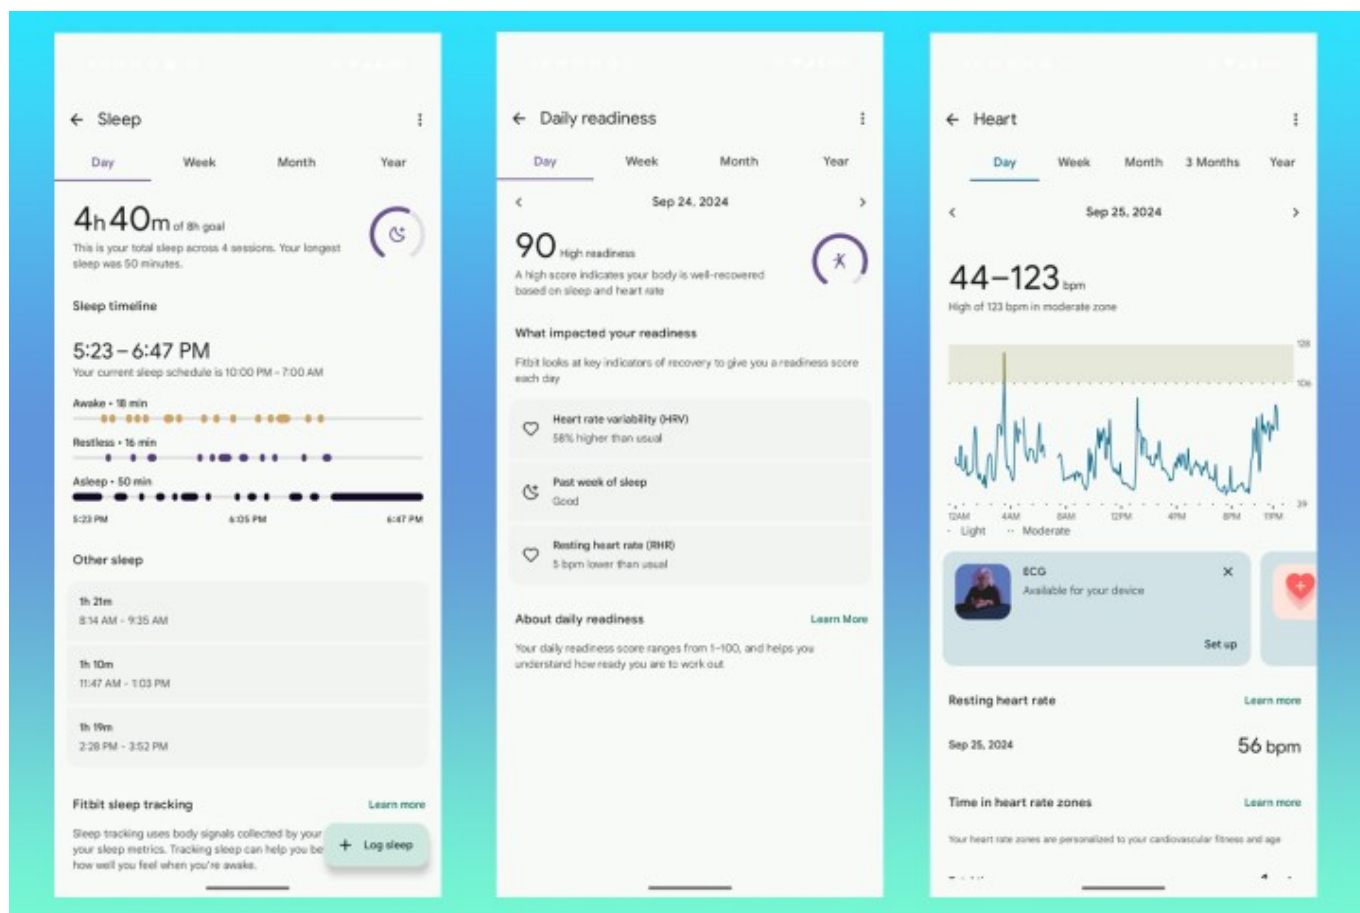 Sleep
Day Week Month Year
4h 40m of 8h goal
This is your total sleep across 4 sessions. Your longest
sleep was 50 minutes.
Sleep timeline
5:23 – 6:47 PM
Your current sleep schedule is 10:00 PM - 7:00 AM
Awake • 18 min
Restless • 16 min
Asleep • 50 min
5:23 PM 6:05 PM 6:47 PM
Other sleep
1h 21m
8:14 AM - 9:35 AM
1h 10m
11:47 AM - 1:03 PM
1h 19m
2:28 PM - 3:52 PM
Fitbit sleep tracking Learn more
Sleep tracking uses body signals collected by your
your sleep metrics. Tracking sleep can help you be
how well you feel when you're awake.
+ Log sleep
Daily readiness
Day Week Month Year
Sep 24, 2024
90 High readiness
A high score indicates your body is well-recovered
based on sleep and heart rate
What impacted your readiness
Fitbit looks at key indicators of recovery to give you a readiness score
each day
Heart rate variability (HRV)
58% higher than usual
Past week of sleep
Good
Resting heart rate (RHR)
5 bpm lower than usual
About daily readiness Learn More
Your daily readiness score ranges from 1-100, and helps you
understand how ready you are to work out
Heart
Day Week Month 3 Months Year
Sep 25, 2024
44–123 bpm
High of 123 bpm in moderate zone
128
106
39
12AM 4AM 8AM 12PM 4PM 8PM 11PM
Light Moderate
ECG
Available for your device
Set up
Resting heart rate Learn more
Sep 25, 2024 56 bpm
Time in heart rate zones Learn more
Your heart rate zones are personalized to your cardiovascular fitness and age